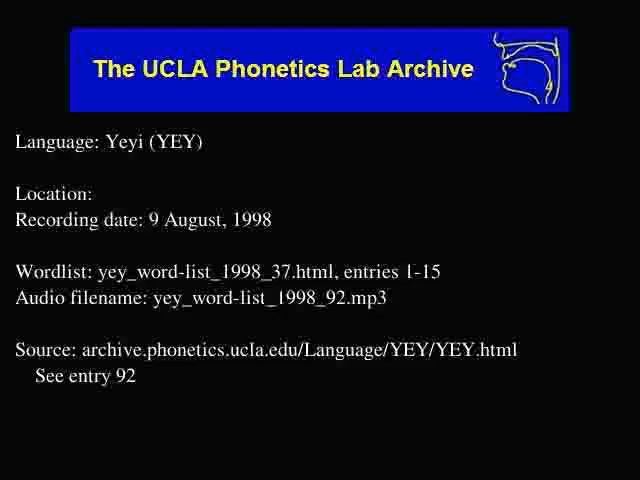 The UCLA Phonetics Lab Archive
Language: Yeyi (YEY)
Location:
Recording date: 9 August, 1998
Wordlist: yey_word-list_1998_37.html, entries 1-15
Audio filename: yey_word-list_1998_92.mp3
Source: archive.phonetics.ucla.edu/Language/YEY/YEY.html
See entry 92